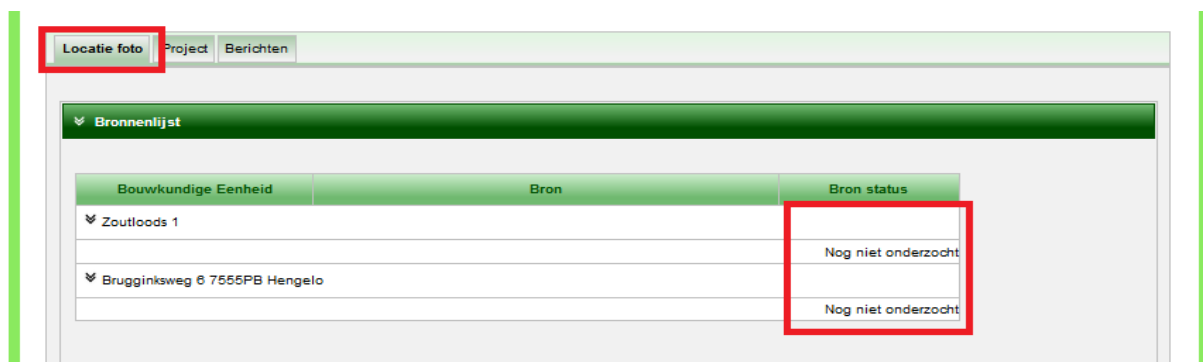 Locatie foto Project Berichten
Bronnenlijst
Bouwkundige Eenheid Bron Bron status
Zoutloods 1
Nog niet onderzocht
Brugginksweg 6 7555PB Hengelo
Nog niet onderzocht